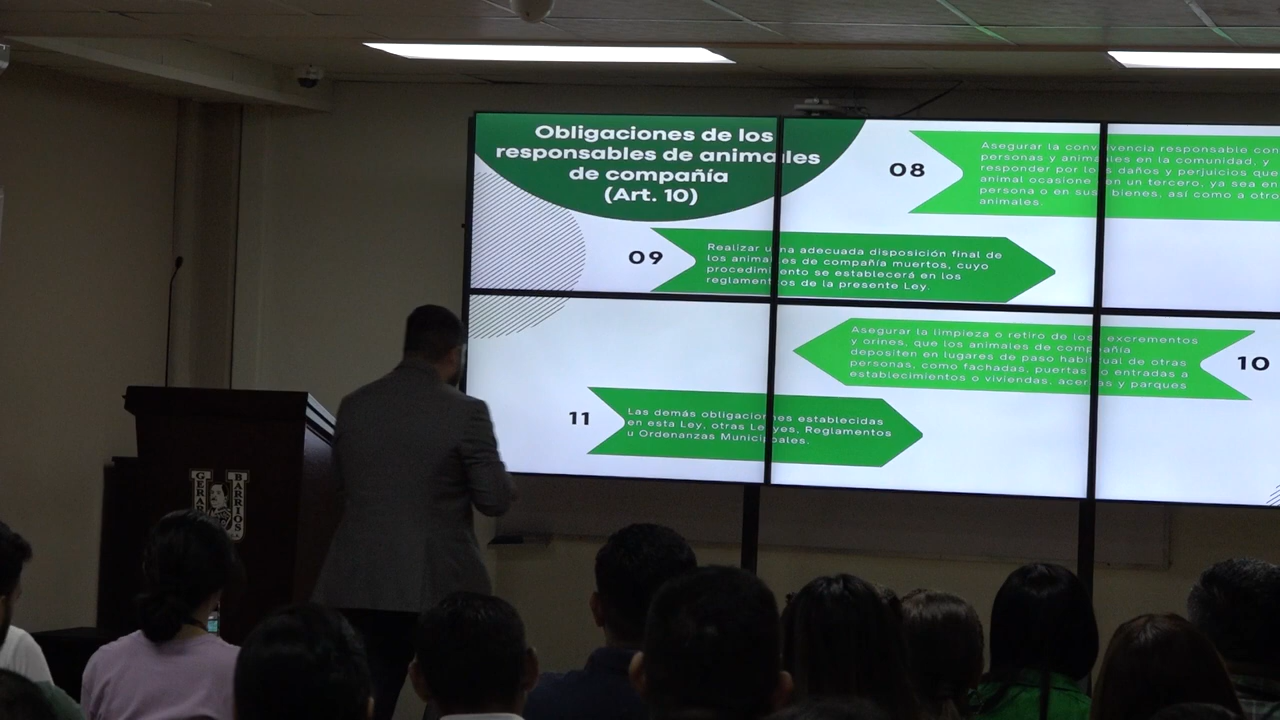 Obligaciones de los
responsables de animales
de compañía
(Art. 10)
08
Asegurar la convivencia responsable con
personas y animales en la comunidad, y
responder por los daños y perjuicios que
animal ocasione en un tercero, ya sea en
persona o en sus bienes, así como a otro
animales.
09
Realizar una adecuada disposición final de
los animales de compañía muertos, cuyo
procedimiento se establecerá en los
reglamentos de la presente Ley.
Asegurar la limpieza o retiro de los excrementos
y orines, que los animales de compañía
depositen en lugares de paso habitual de otras
personas, como fachadas, puertas o entradas a
establecimientos o viviendas, aceras y parques
10
11
Las demás obligaciones establecidas
en esta Ley, otras Leyes, Reglamentos
u Ordenanzas Municipales.
BARRIOS